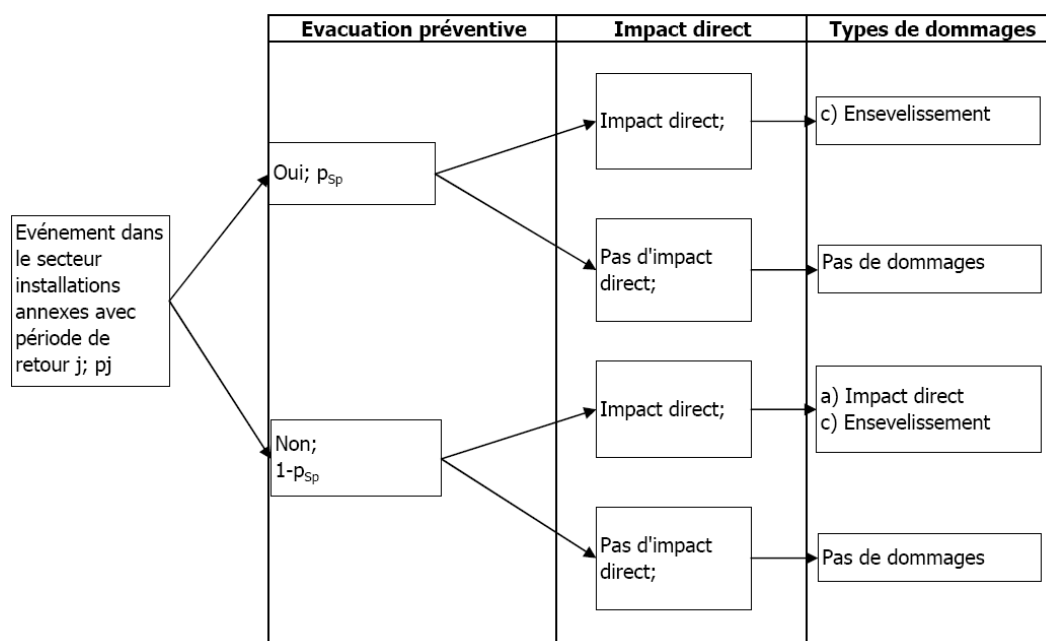 Evacuation préventive
Impact direct
Types de dommages
Evénement dans
le secteur
installations
annexes avec
période de
retour j; pj
Oui; pSp
Impact direct;
c) Ensevelissement
Pas d'impact
direct;
Pas de dommages
Non;
1-pSp
Impact direct;
a) Impact direct
c) Ensevelissement
Pas d'impact
direct;
Pas de dommages